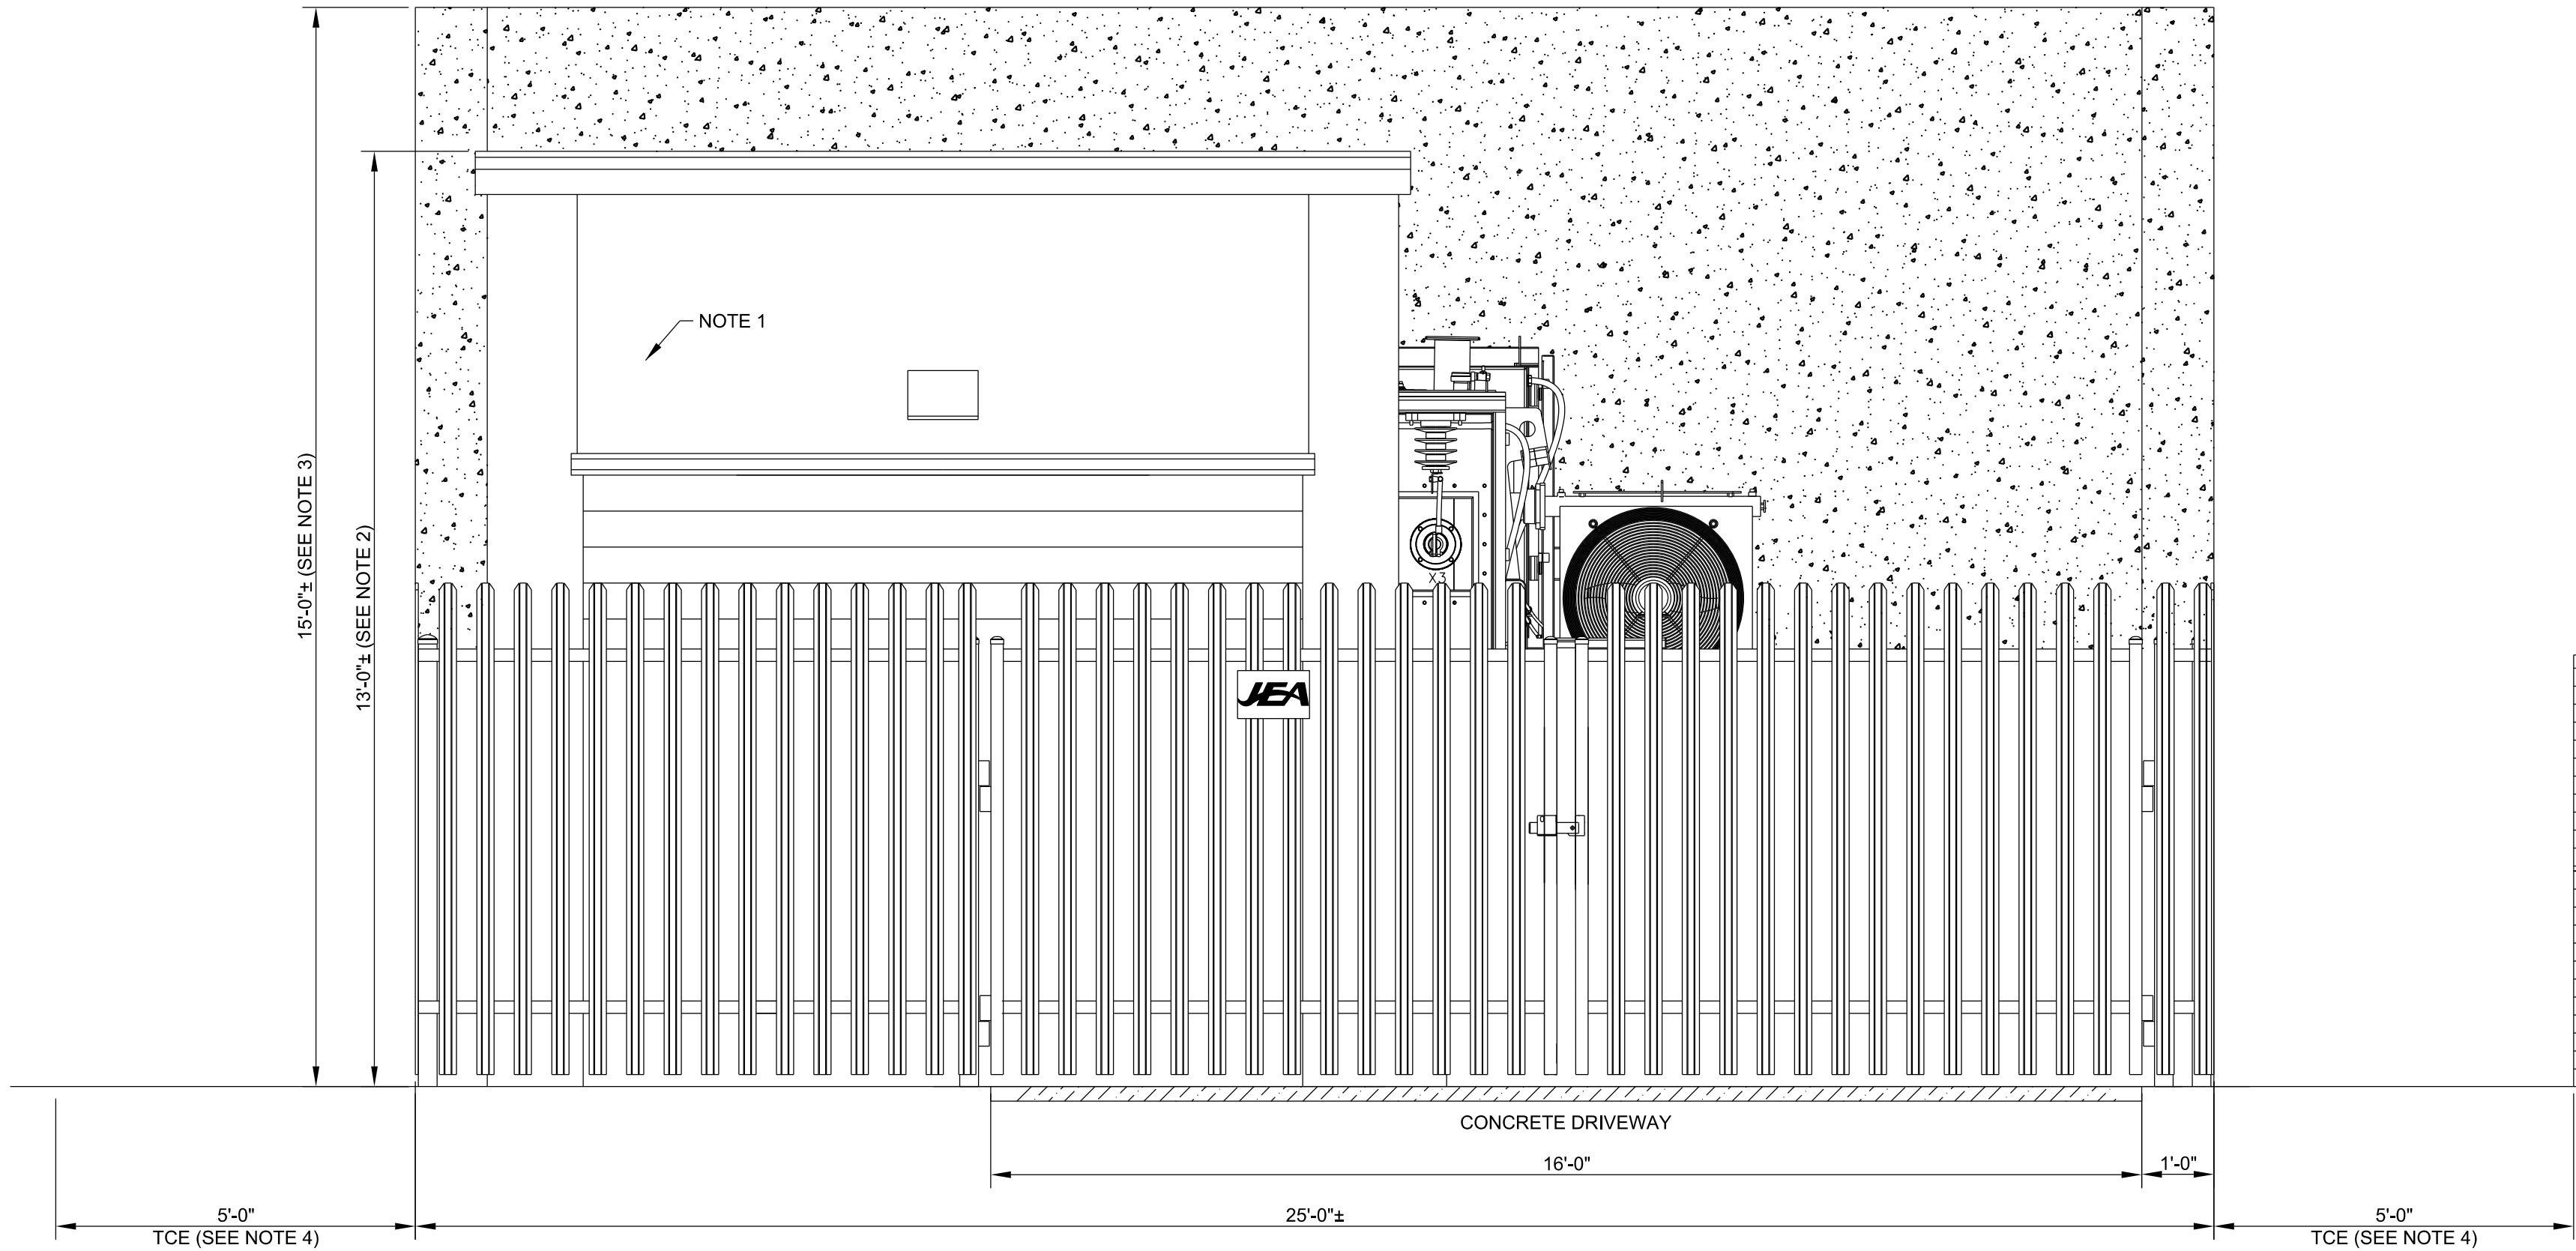 NOTE 1
15'-0"± (SEE NOTE 3)
13'-0"± (SEE NOTE 2)
X3
JEA
CONCRETE DRIVEWAY
16'-0"
1'-0"
5'-0"
TCE (SEE NOTE 4)
25'-0"±
5'-0"
TCE (SEE NOTE 4)